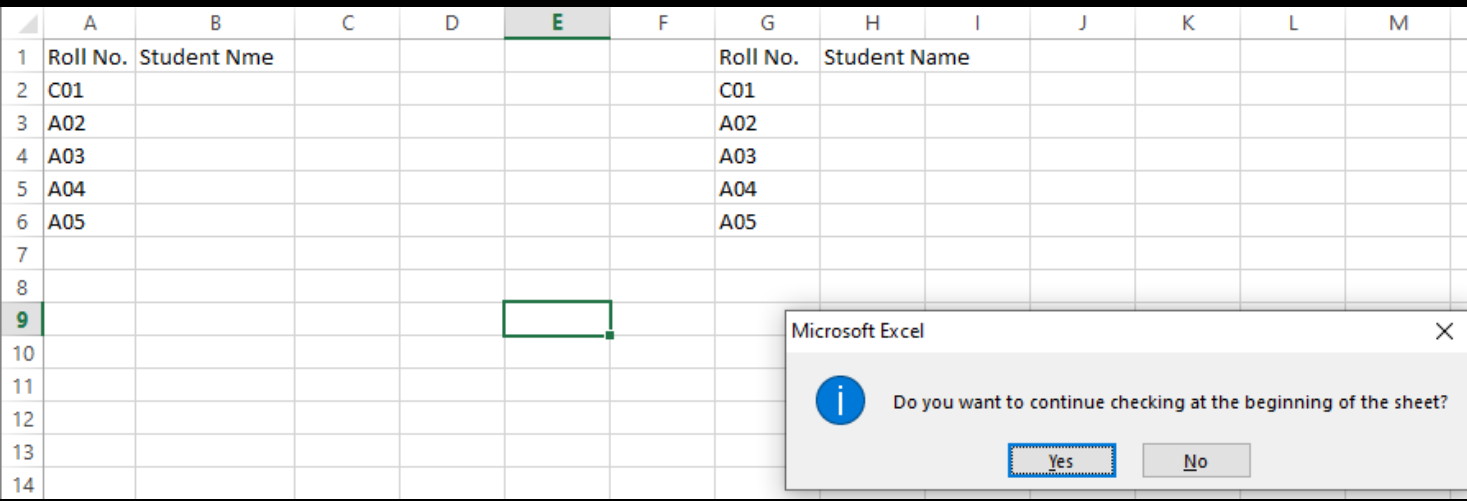 A B C D E F G H I J K L M
1 Roll No. Student Nme Roll No. Student Name
2 C01 C01
3 A02 A02
4 A03 A03
5 A04 A04
6 A05 A05
7
8
9
Microsoft Excel
10
11
Do you want to continue checking at the beginning of the sheet?
12
13
Yes No
14